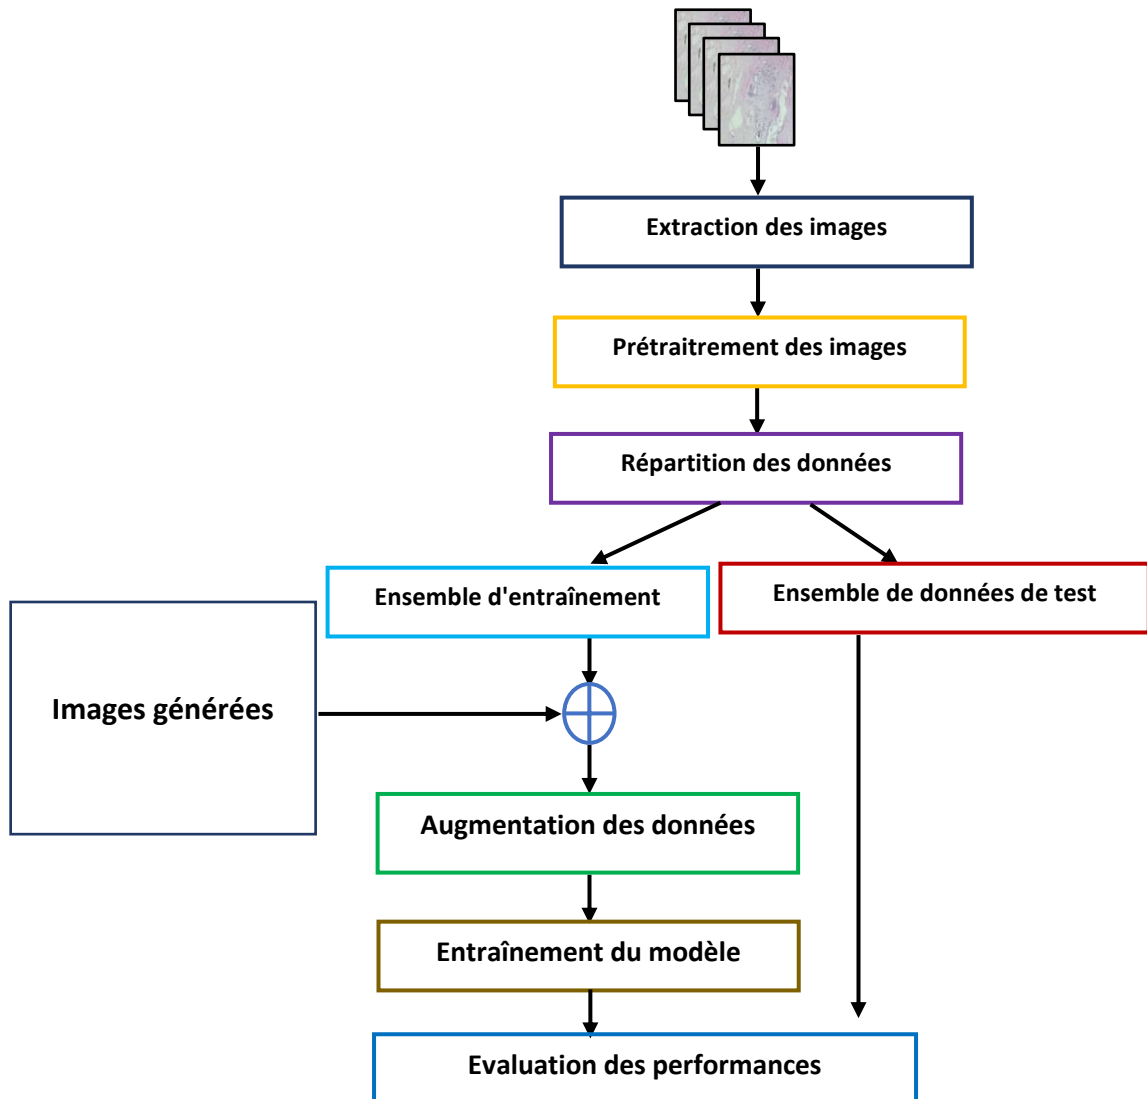 Extraction des images
Prétraitrement des images
Répartition des données
Ensemble d'entraînement
Ensemble de données de test
Images générées
Augmentation des données
Entraînement du modèle
Evaluation des performances